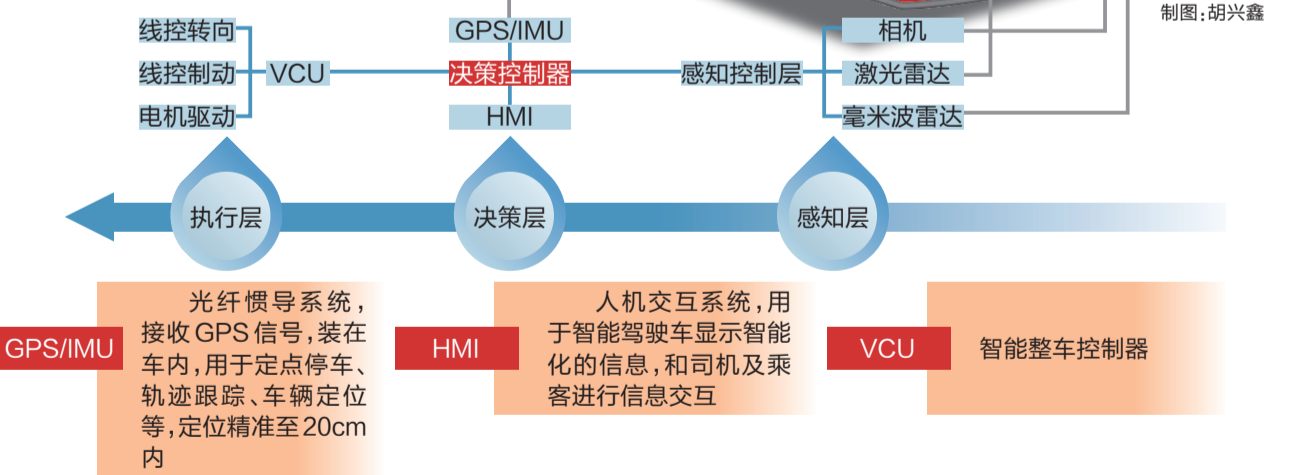 制图：胡兴鑫
线控转向
GPS/IMU
相机
线控制动
VCU
决策控制器
感知控制层
激光雷达
电机驱动
HMI
毫米波雷达
执行层
决策层
感知层
GPS/IMU
光纤惯导系统，
接收GPS信号，装在
车内，用于定点停车、
轨迹跟踪、车辆定位
等，定位精准至20cm
内
HMI
人机交互系统，用
于智能驾驶车显示智能
化的信息，和司机及乘
客进行信息交互
VCU
智能整车控制器